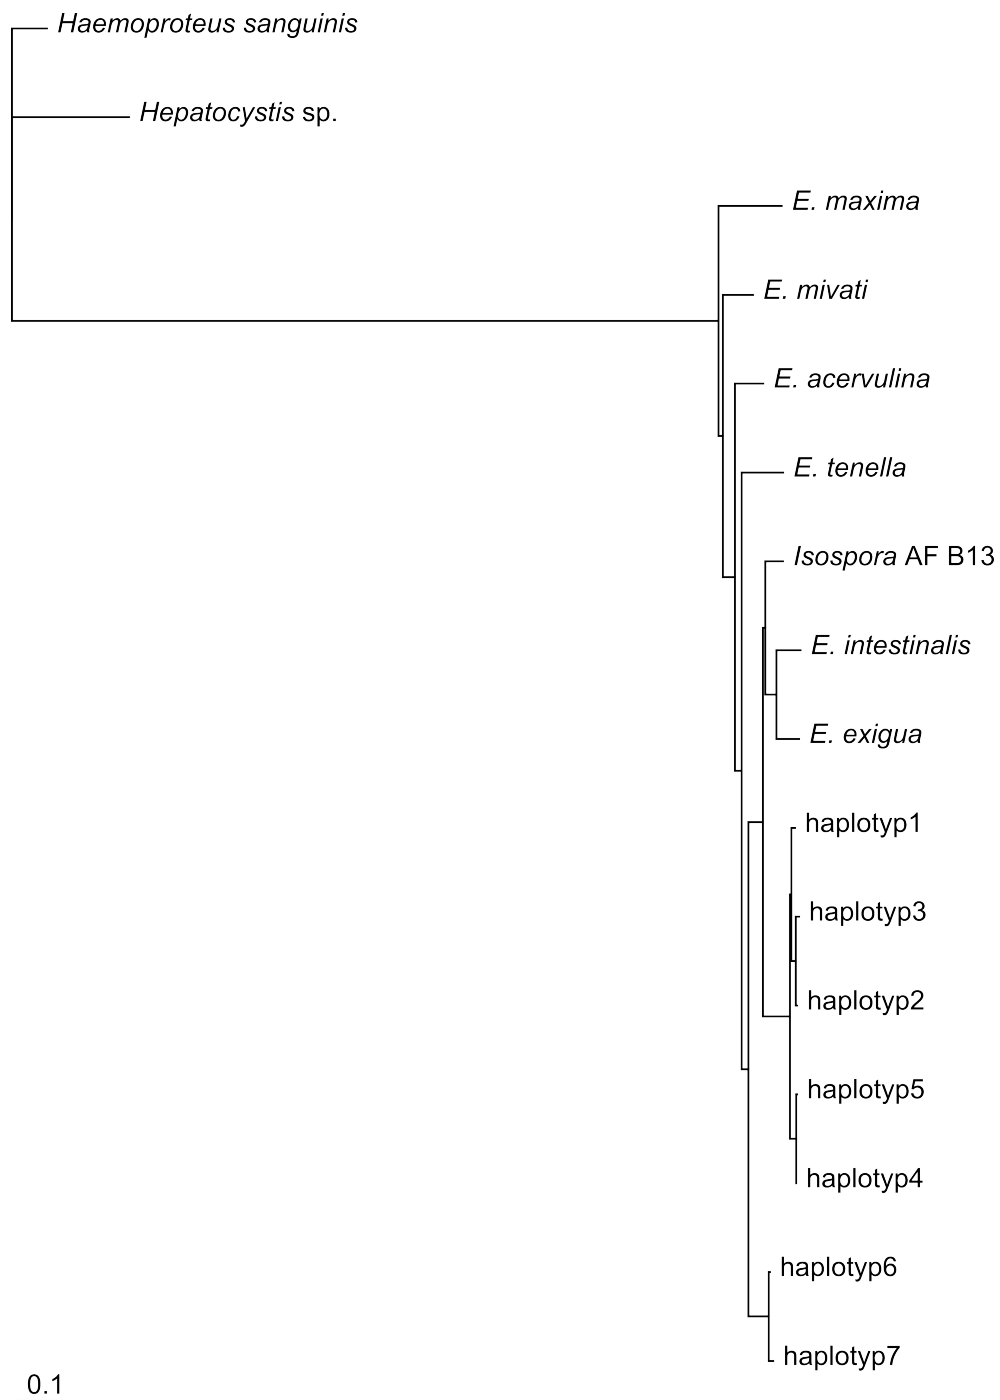 Haemoproteus sanguinis
Hepatocystis sp.
E. maxima
E. mivati
E. acervulina
E. tenella
Isospora AF B13
E. intestinalis
E. exigua
haplotyp1
haplotyp3
haplotyp2
haplotyp5
haplotyp4
haplotyp6
haplotyp7
0.1